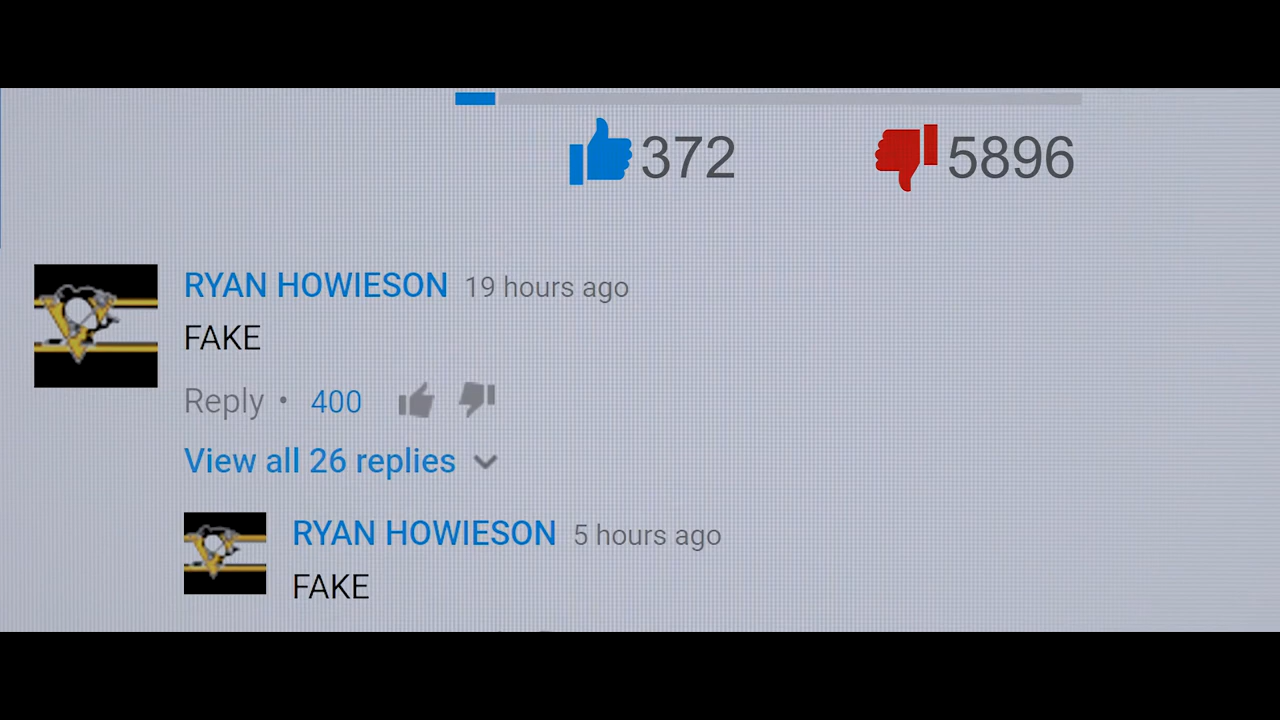 372 5896
RYAN HOWIESON 19 hours ago
FAKE
Reply • 400
View all 26 replies
RYAN HOWIESON 5 hours ago
FAKE